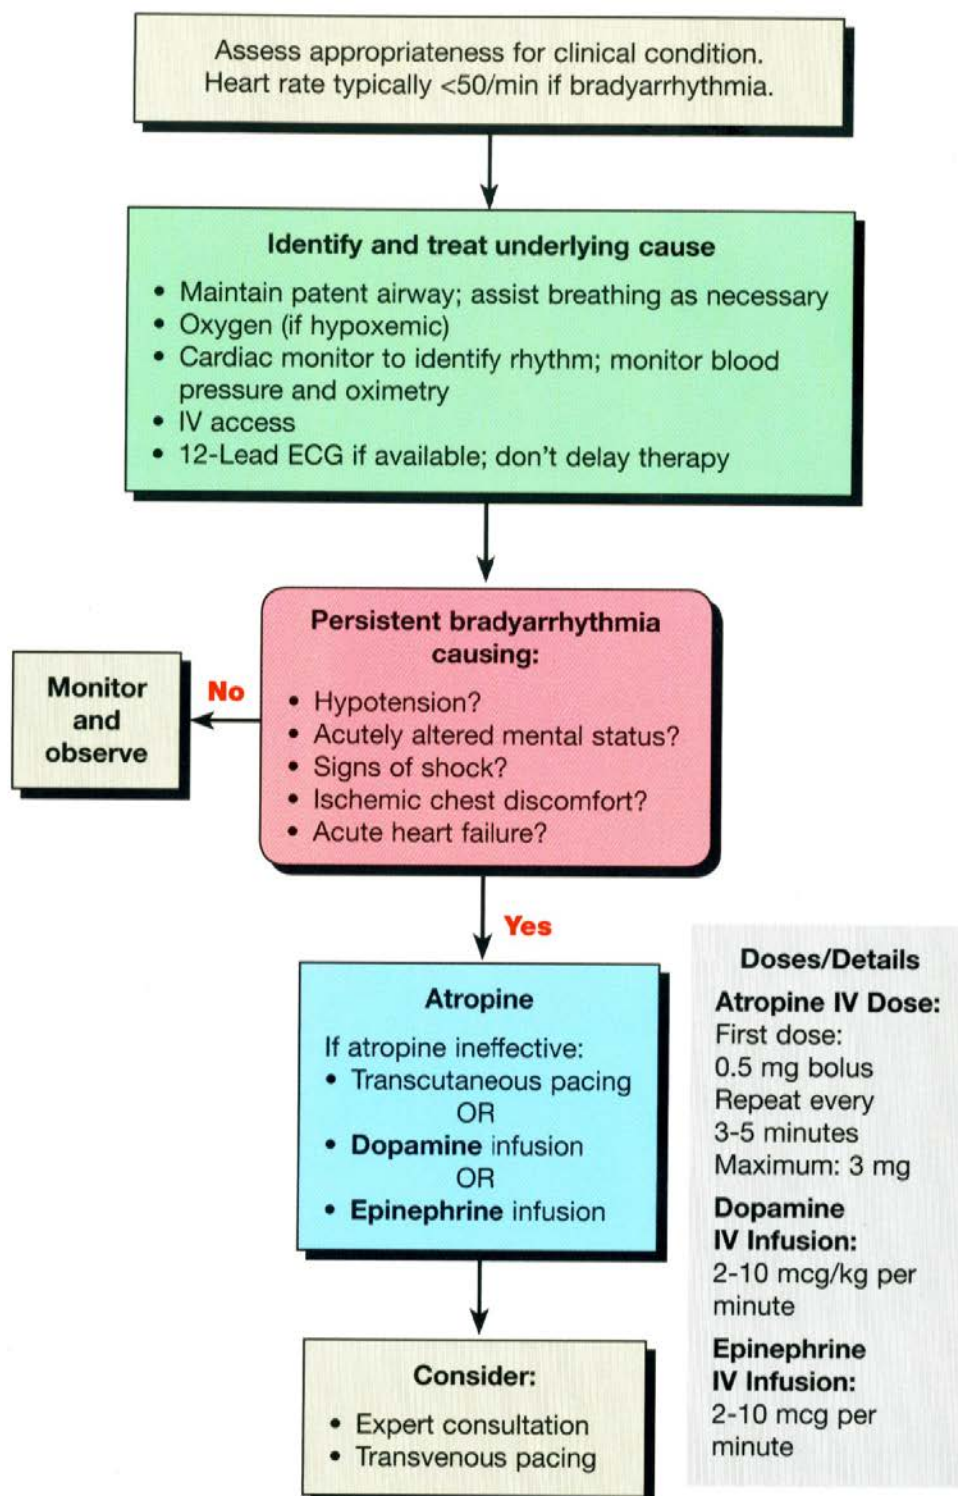 Assess appropriateness for clinical condition.
Heart rate typically <50/min if bradyarrhythmia.
Identify and treat underlying cause
• Maintain patent airway; assist breathing as necessary
• Oxygen (if hypoxemic)
• Cardiac monitor to identify rhythm; monitor blood
pressure and oximetry
• IV access
• 12-Lead ECG if available; don't delay therapy
Persistent bradyarrhythmia
causing:
• Hypotension?
• Acutely altered mental status?
• Signs of shock?
• Ischemic chest discomfort?
• Acute heart failure?
No
Monitor
and
observe
Yes
Atropine
If atropine ineffective:
• Transcutaneous pacing
OR
• Dopamine infusion
OR
• Epinephrine infusion
Consider:
• Expert consultation
• Transvenous pacing
Doses/Details
Atropine IV Dose:
First dose:
0.5 mg bolus
Repeat every
3-5 minutes
Maximum: 3 mg
Dopamine
IV Infusion:
2-10 mcg/kg per
minute
Epinephrine
IV Infusion:
2-10 mcg per
minute